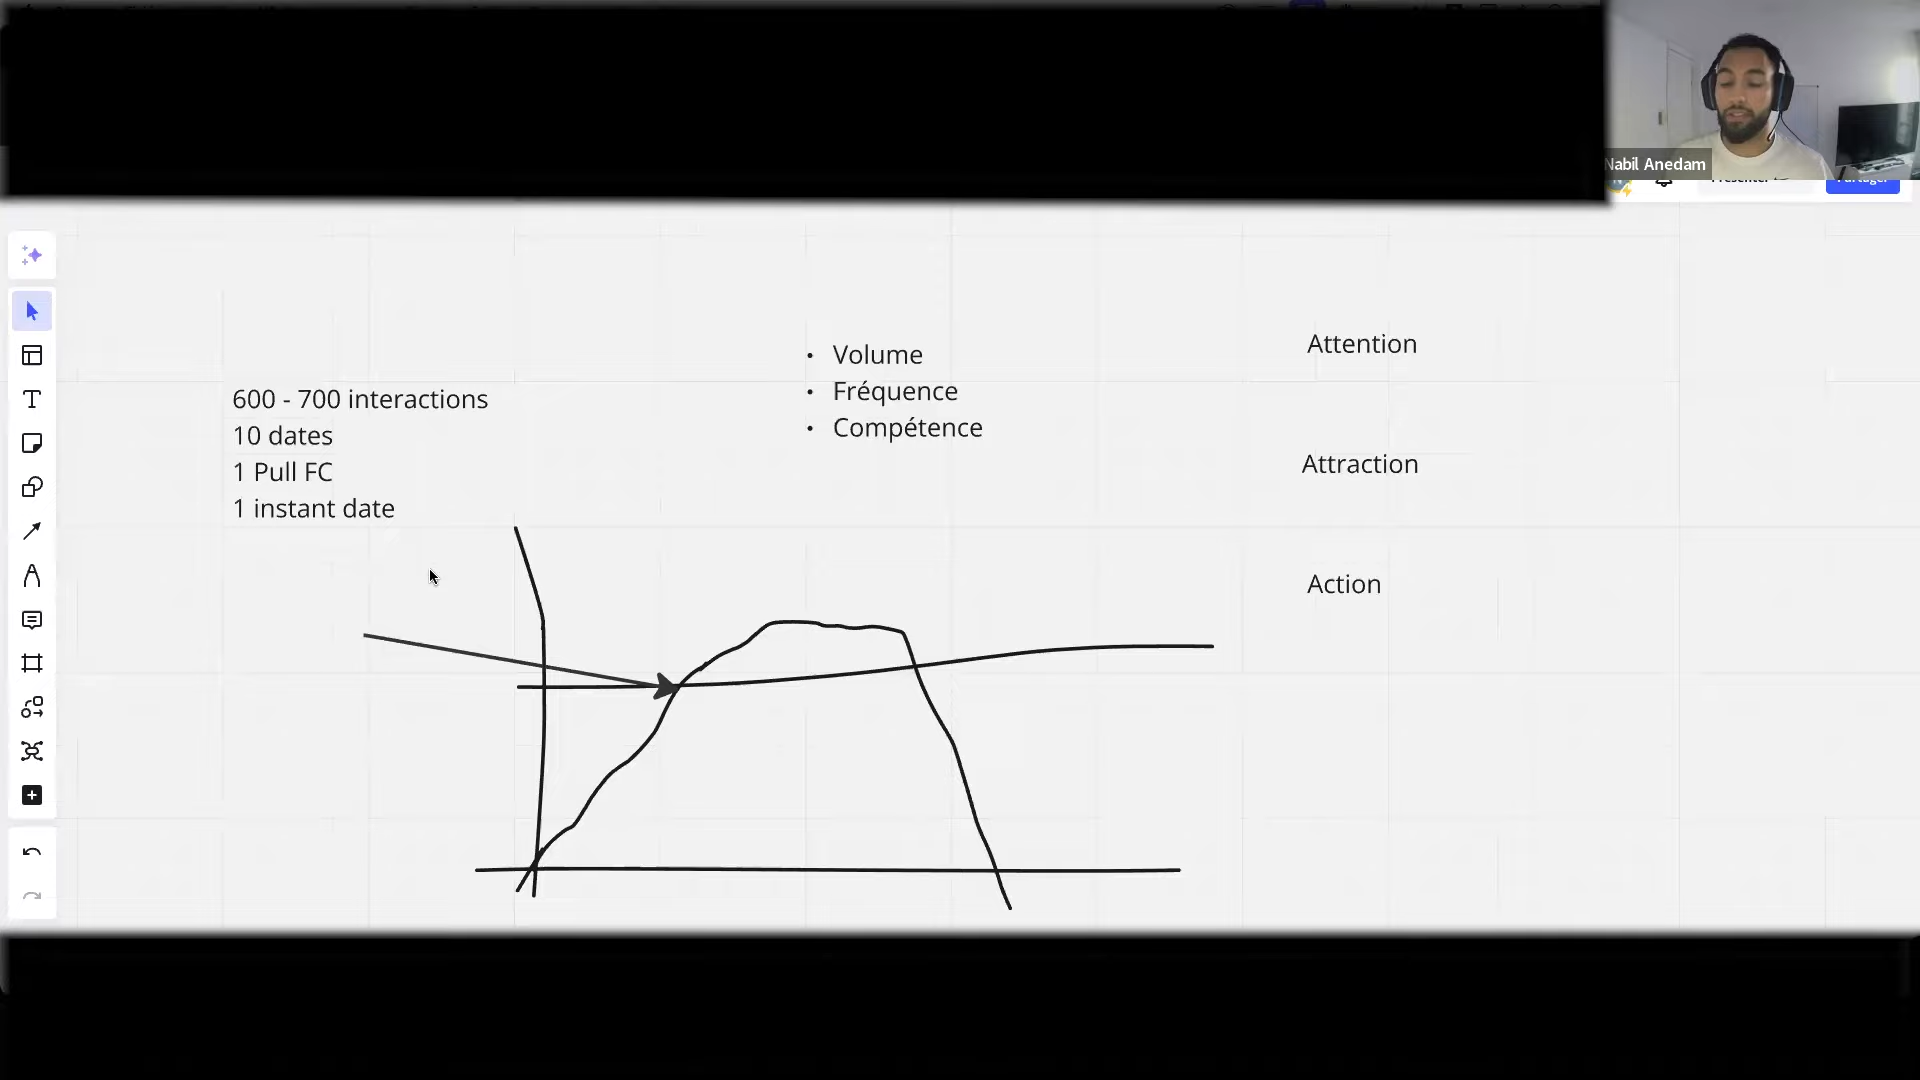 Nabil Anedam
600 - 700 interactions
10 dates
1 Pull FC
1 instant date
• Volume
• Fréquence
• Compétence
Attention
Attraction
Action